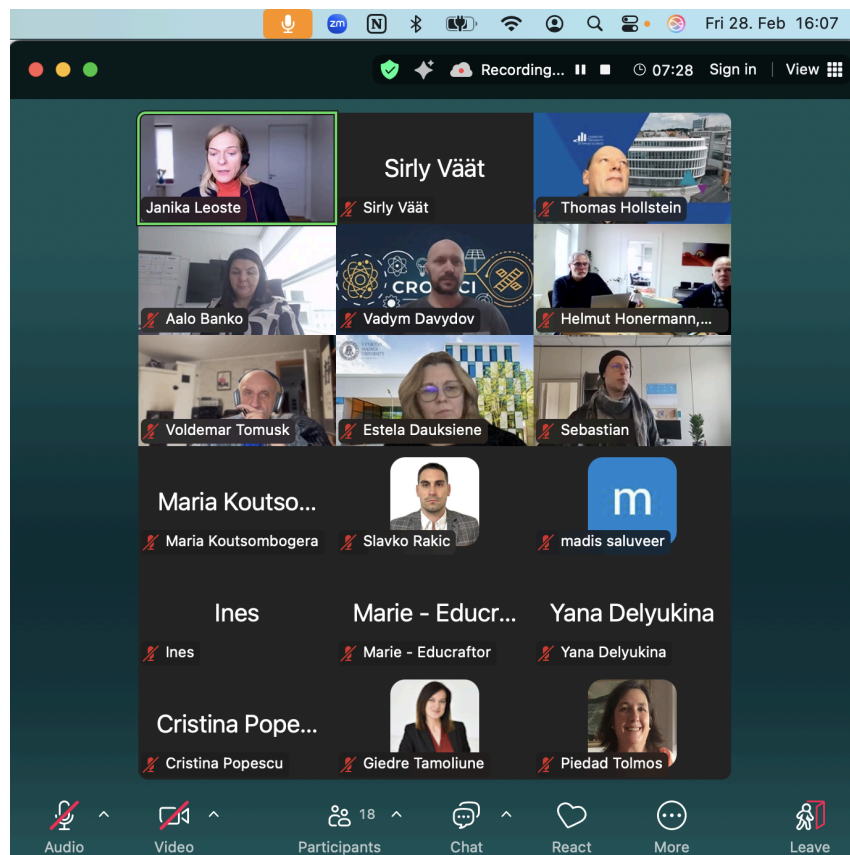 zm N Fri 28. Feb 16:07
Recording... 07:28 Sign in View
Janika Leoste
Sirly Väät
Sirly Väät
Thomas Hollstein
Aalo Banko
CRO CI
Vadym Davydov
Helmut Honermann,...
Voldemar Tomusk
Estela Dauksiene
Sebastian
Maria Koutso...
Maria Koutsombogera
Slavko Rakic
m
madis saluveer
Ines
Ines
Marie - Educr...
Marie - Educraftor
Yana Delyukina
Yana Delyukina
Cristina Pope...
Cristina Popescu
Giedre Tamoliune
Piedad Tolmos
18
Audio Video Participants Chat React More Leave